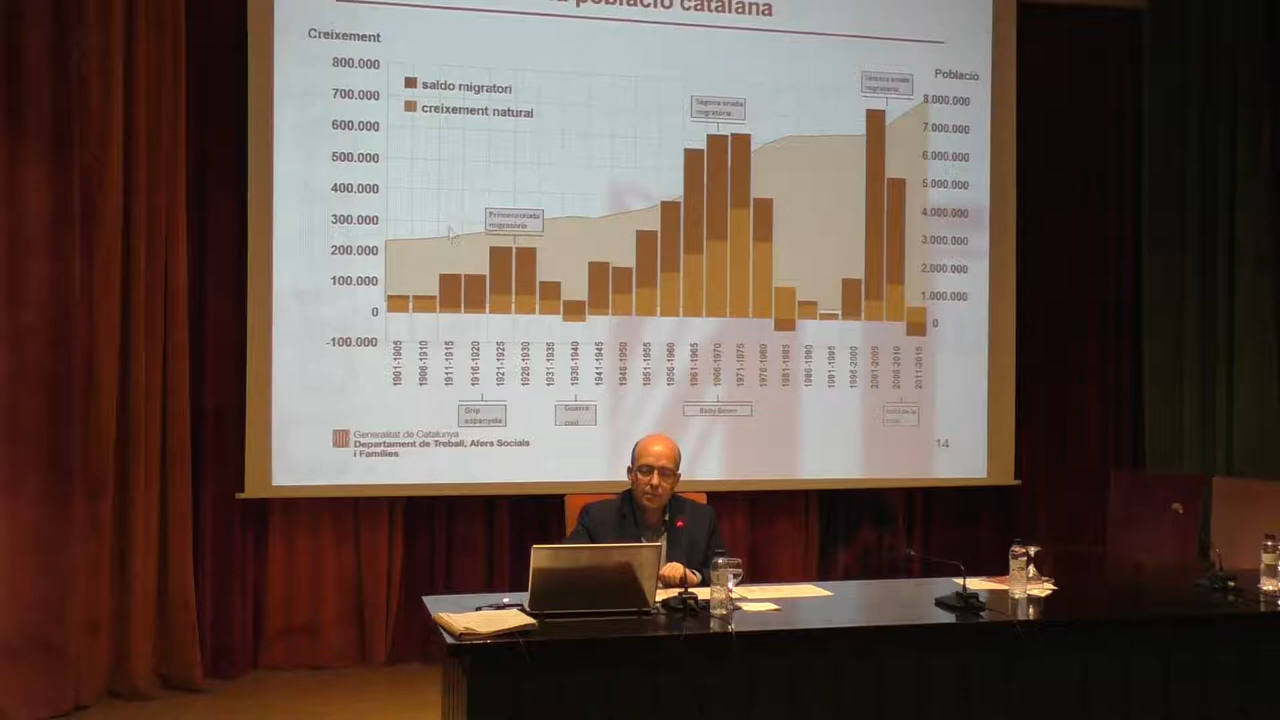 població catalana
Creixement
800.000
700.000
600.000
500.000
400.000
300.000
200.000
100.000
0
-100.000
saldo migratori
creixement natural
Primera onada
migratòria
Segona onada
migratòria
Tercera onada
migratòria
Població
8.000.000
7.000.000
6.000.000
5.000.000
4.000.000
3.000.000
2.000.000
1.000.000
0
1901-1905
1906-1910
1911-1915
1916-1920
1921-1925
1926-1930
1931-1935
1936-1940
1941-1945
1946-1950
1951-1955
1956-1960
1961-1965
1966-1970
1971-1975
1976-1980
1981-1985
1986-1990
1991-1995
1996-2000
2001-2005
2006-2010
2011-2015
Grip
espanyola
Guerra
civil
Baby Boom
Generalitat de Catalunya
Departament de Treball, Afers Socials
i Famílies
14